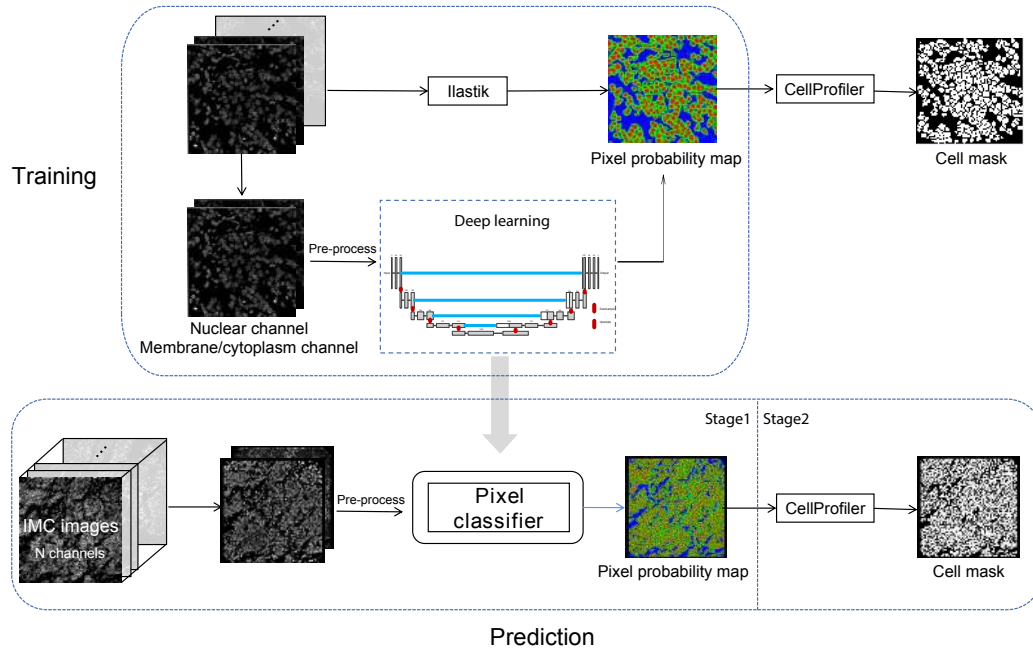 Training
Ilastik
Pixel probability map
CellProfiler
Cell mask
Nuclear channel
Membrane/cytoplasm channel
Pre-process
Deep learning
Stage1
Stage2
IMC images
N channels
Pre-process
Pixel
classifier
Pixel probability map
CellProfiler
Cell mask
Prediction